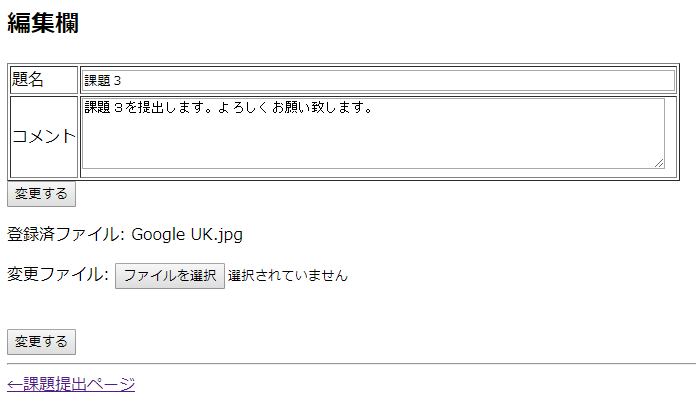 編集欄
題名 課題３
コメント 課題３を提出します。よろしくお願い致します。
変更する
登録済ファイル: Google UK.jpg
変更ファイル: ファイルを選択 選択されていません
変更する
←課題提出ページ